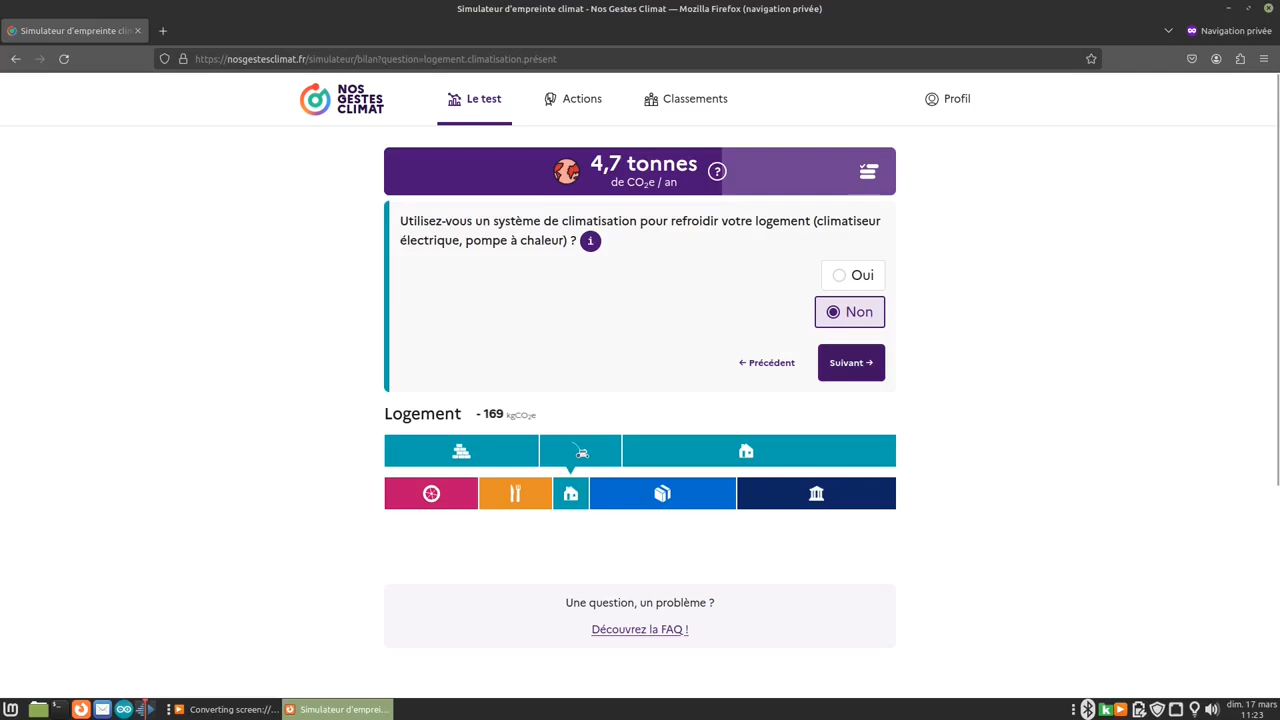 Simulateur d'empreinte climat - Nos Gestes Climat — Mozilla Firefox (navigation privée)
Simulateur d'empreinte clim
Navigation privée
https://nosgestesclimat.fr/simulateur/bilan?question=logement.climatisation.présent
NOS
GESTES
CLIMAT
Le test
Actions
Classements
Profil
4,7 tonnes
de CO₂e / an
?
Utilisez-vous un système de climatisation pour refroidir votre logement (climatiseur
électrique, pompe à chaleur) ? i
Oui
Non
← Précédent
Suivant →
Logement - 169 kgCO₂e
Une question, un problème ?
Découvrez la FAQ !
Converting screen://...
Simulateur d'emprei...
dim. 17 mars
11:23